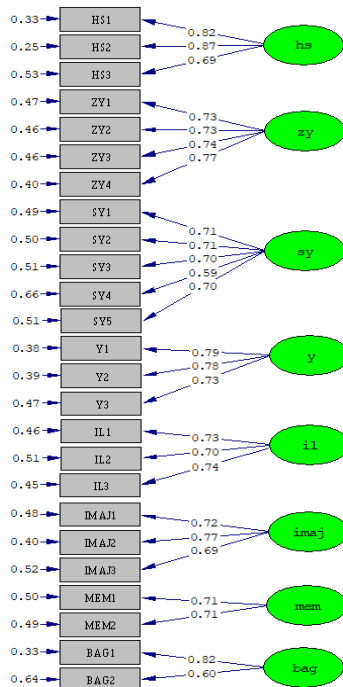 0.33 HS1 0.82
0.25 HS2 0.87 hs
0.53 HS3 0.69
0.47 ZY1 0.73
0.46 ZY2 0.73 zy
0.46 ZY3 0.74
0.40 ZY4 0.77
0.49 SY1 0.71
0.50 SY2 0.71
0.51 SY3 0.70 sy
0.66 SY4 0.59
0.51 SY5 0.70
0.38 Y1 0.79
0.39 Y2 0.78 y
0.47 Y3 0.73
0.46 IL1 0.73
0.51 IL2 0.70 il
0.45 IL3 0.74
0.48 IMAJ1 0.72
0.40 IMAJ2 0.77 imaj
0.52 IMAJ3 0.69
0.50 MEM1 0.71 mem
0.49 MEM2 0.71
0.33 BAG1 0.82 bag
0.64 BAG2 0.60